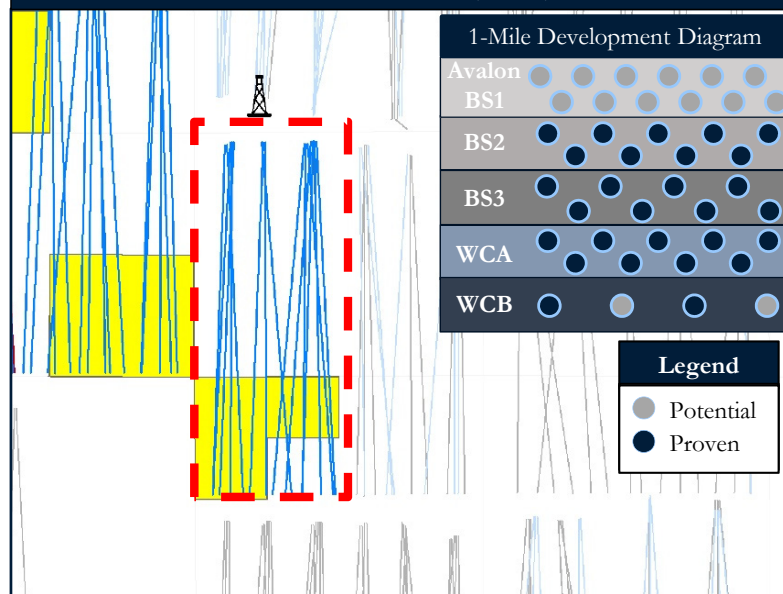 1-Mile Development Diagram
Avalon
BS1
BS2
BS3
WCA
WCB
Legend
Potential
Proven